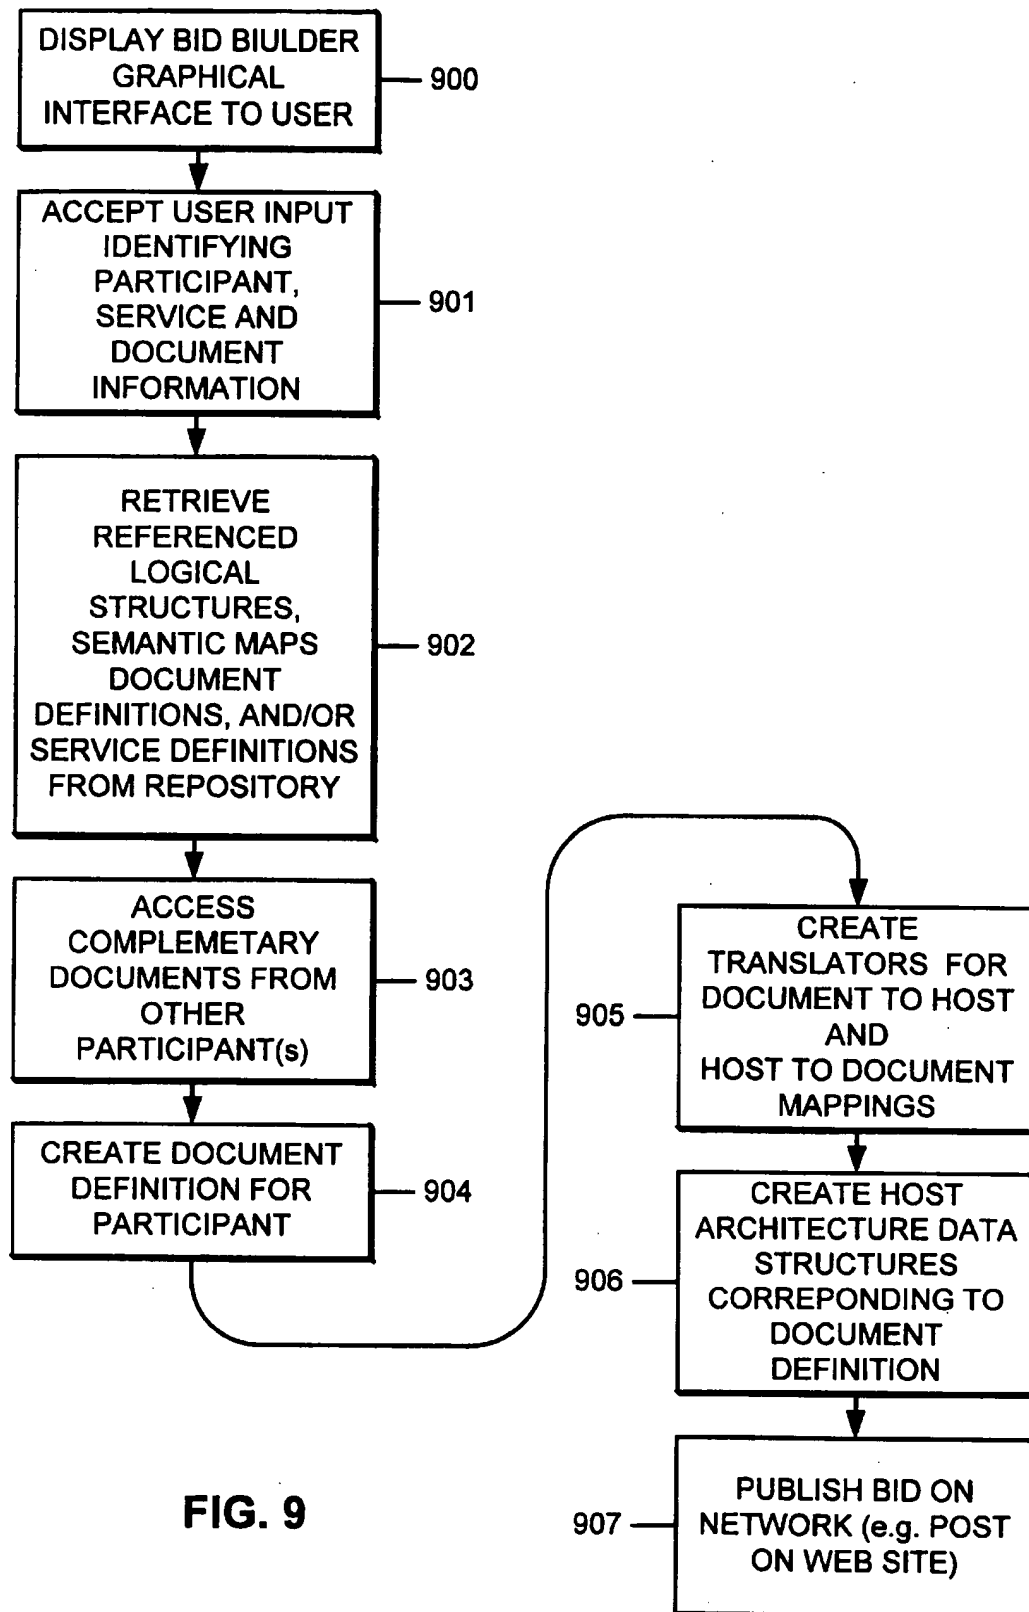 DISPLAY BID BIULDER
GRAPHICAL
INTERFACE TO USER
900
ACCEPT USER INPUT
IDENTIFYING
PARTICIPANT,
SERVICE AND
DOCUMENT
INFORMATION
901
RETRIEVE
REFERENCED
LOGICAL
STRUCTURES,
SEMANTIC MAPS
DOCUMENT
DEFINITIONS, AND/OR
SERVICE DEFINITIONS
FROM REPOSITORY
902
ACCESS
COMPLEMETARY
DOCUMENTS FROM
OTHER
PARTICIPANT(s)
903
CREATE DOCUMENT
DEFINITION FOR
PARTICIPANT
904
CREATE
TRANSLATORS FOR
DOCUMENT TO HOST
AND
HOST TO DOCUMENT
MAPPINGS
905
CREATE HOST
ARCHITECTURE DATA
STRUCTURES
CORREPONDING TO
DOCUMENT
DEFINITION
906
PUBLISH BID ON
NETWORK (e.g. POST
ON WEB SITE)
907
FIG. 9